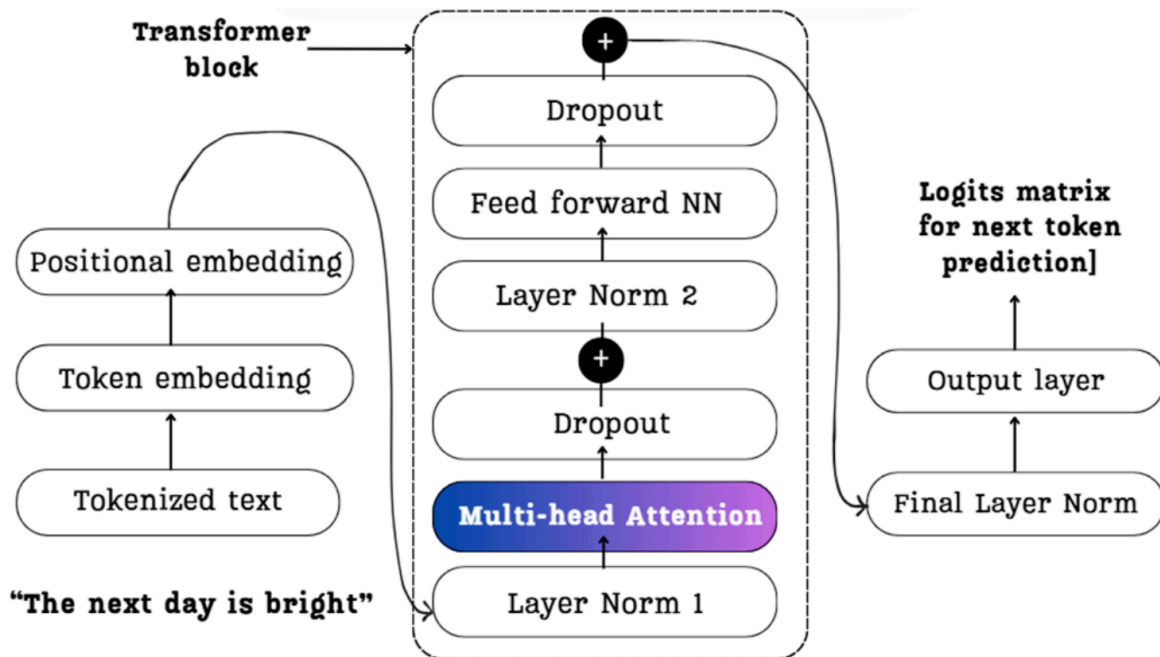 Transformer
block
+
Dropout
Feed forward NN
Layer Norm 2
+
Dropout
Multi-head Attention
Layer Norm 1
Positional embedding
Token embedding
Tokenized text
“The next day is bright”
Logits matrix
for next token
prediction]
Output layer
Final Layer Norm